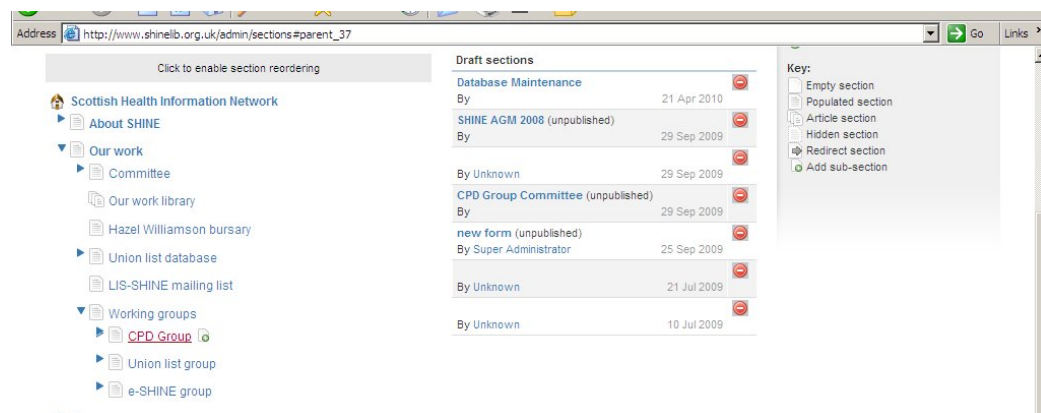 Address http://www.shinelib.org.uk/admin/sections#parent_37 Go Links
Click to enable section reordering
Scottish Health Information Network
About SHINE
Our work
Committee
Our work library
Hazel Williamson bursary
Union list database
LIS-SHINE mailing list
Working groups
CPD Group
Union list group
e-SHINE group
Draft sections
Database Maintenance
By 21 Apr 2010
SHINE AGM 2008 (unpublished)
By 29 Sep 2009
By Unknown 29 Sep 2009
CPD Group Committee (unpublished)
By 29 Sep 2009
new form (unpublished)
By Super Administrator 25 Sep 2009
By Unknown 21 Jul 2009
By Unknown 10 Jul 2009
Key:
Empty section
Populated section
Article section
Hidden section
Redirect section
Add sub-section